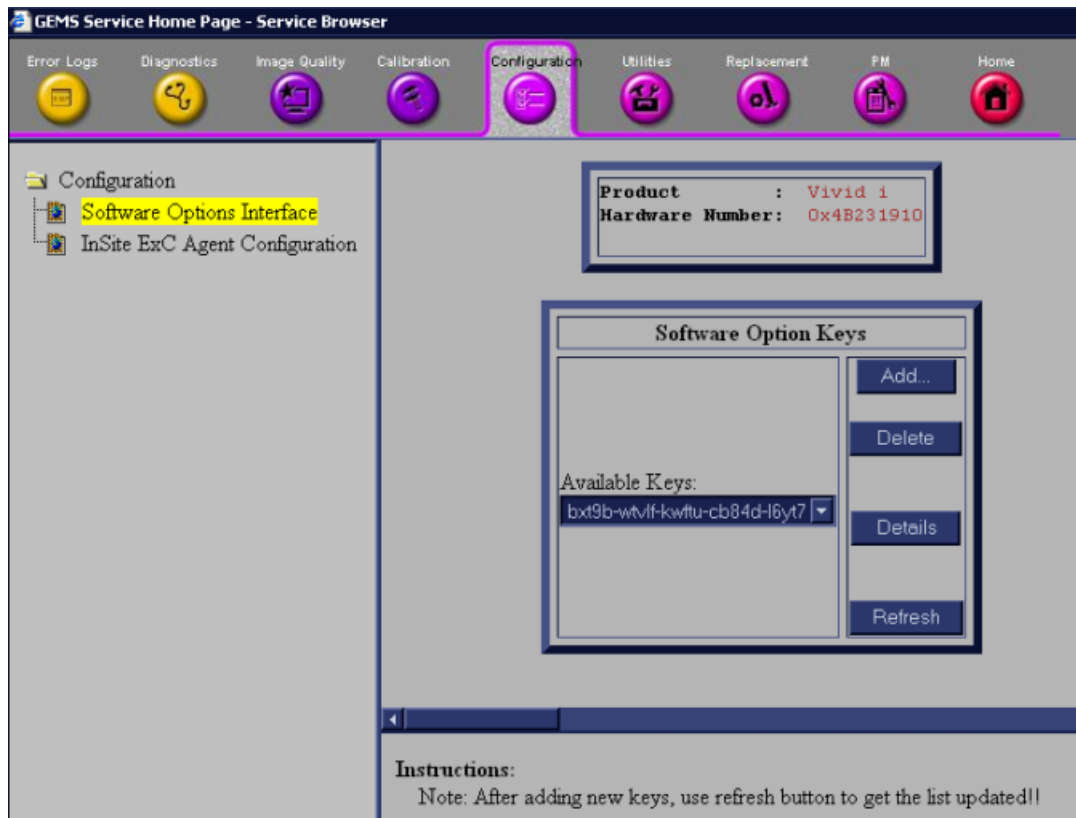 GEMS Service Home Page - Service Browser
Error Logs
Diagnostics
Image Quality
Calibration
Configuration
Utilities
Replacement
PM
Home
Configuration
Software Options Interface
InSite ExC Agent Configuration
Product : Vivid i
Hardware Number: 0x4B231910
Software Option Keys
Available Keys:
bxt9b-wtvlf-kwftu-cb84d-l6yt7
Add...
Delete
Details
Refresh
Instructions:
Note: After adding new keys, use refresh button to get the list updated!!